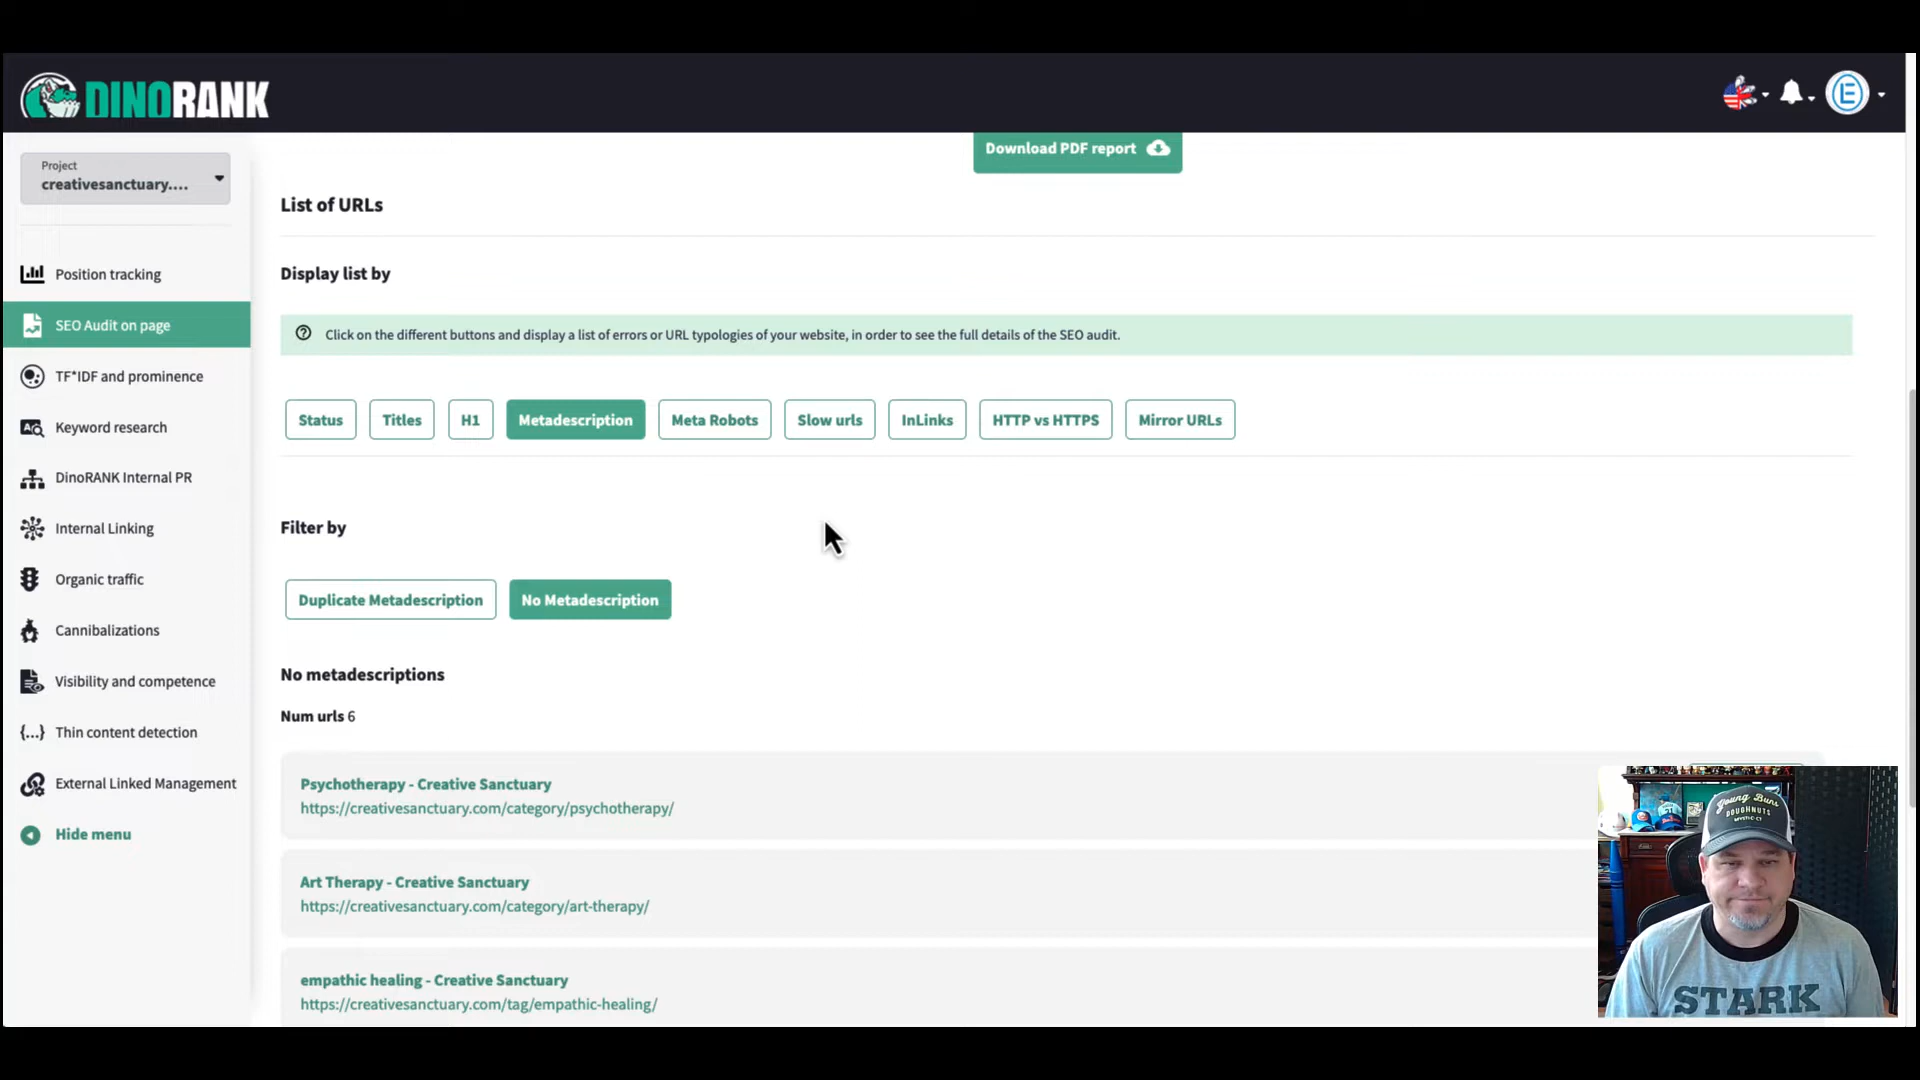 DINORANK
Download PDF report
Project
creativesanctuary....
List of URLs
Display list by
Click on the different buttons and display a list of errors or URL typologies of your website, in order to see the full details of the SEO audit.
Status
Titles
H1
Metadescription
Meta Robots
Slow urls
InLinks
HTTP vs HTTPS
Mirror URLs
Position tracking
SEO Audit on page
TF*IDF and prominence
Keyword research
DinoRANK Internal PR
Internal Linking
Organic traffic
Cannibalizations
Visibility and competence
{...} Thin content detection
External Linked Management
Hide menu
Filter by
Duplicate Metadescription
No Metadescription
No metadescriptions
Num urls 6
Psychotherapy - Creative Sanctuary
https://creativesanctuary.com/category/psychotherapy/
Art Therapy - Creative Sanctuary
https://creativesanctuary.com/category/art-therapy/
empathic healing - Creative Sanctuary
https://creativesanctuary.com/tag/empathic-healing/
Young Buns
DOUGHNUTS
MYSTIC CT
STARK